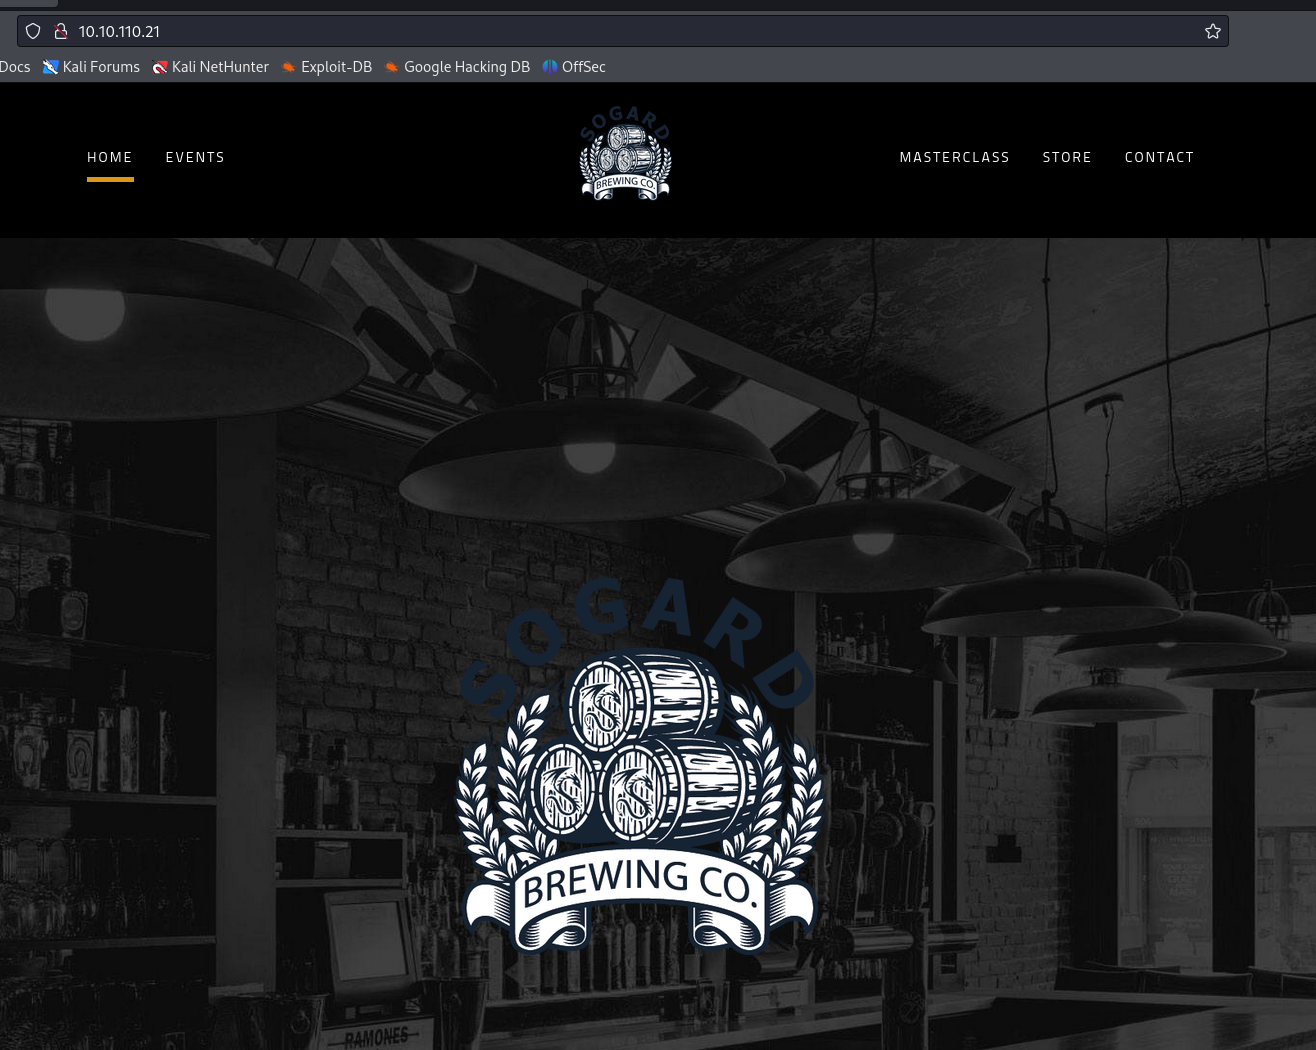 10.10.110.21
Docs Kali Forums Kali NetHunter Exploit-DB Google Hacking DB OffSec
HOME EVENTS MASTERCLASS STORE CONTACT
SOGARD
BREWING CO.
SOGARD
BREWING CO.
RAMONES